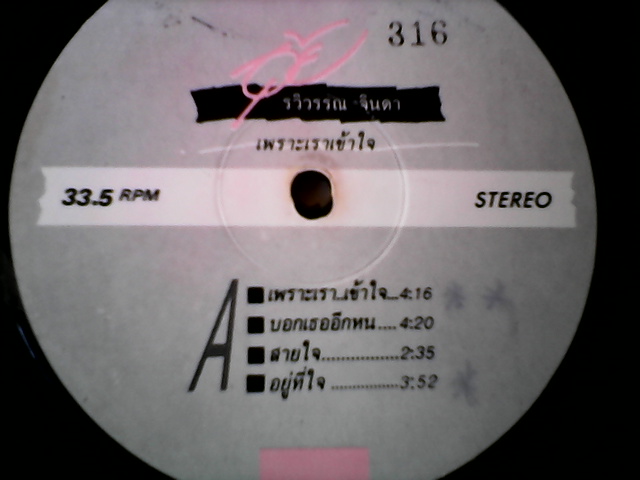 316
รวิวรรณ จินดา
เพราะเราเข้าใจ
33.5 RPM
STEREO
A
เพราะเรา..เข้าใจ...4:16
บอกเธออีกหน....4:20
สายใจ................2:35
อยู่ที่ใจ ..............3:52